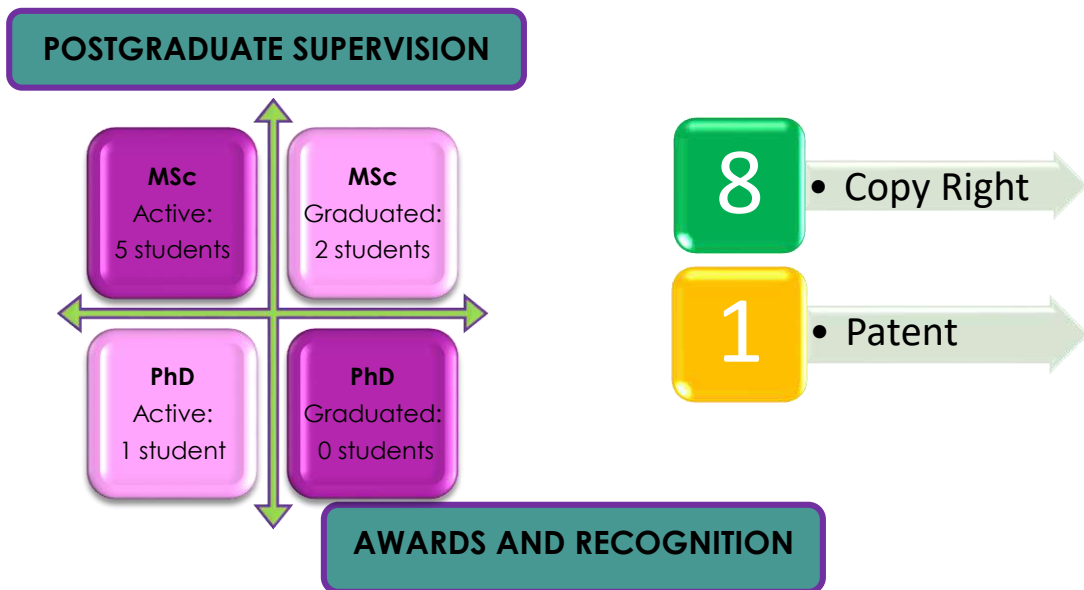 POSTGRADUATE SUPERVISION
MSc
Active:
5 students
MSc
Graduated:
2 students
PhD
Active:
1 student
PhD
Graduated:
0 students
8
• Copy Right
1
• Patent
AWARDS AND RECOGNITION